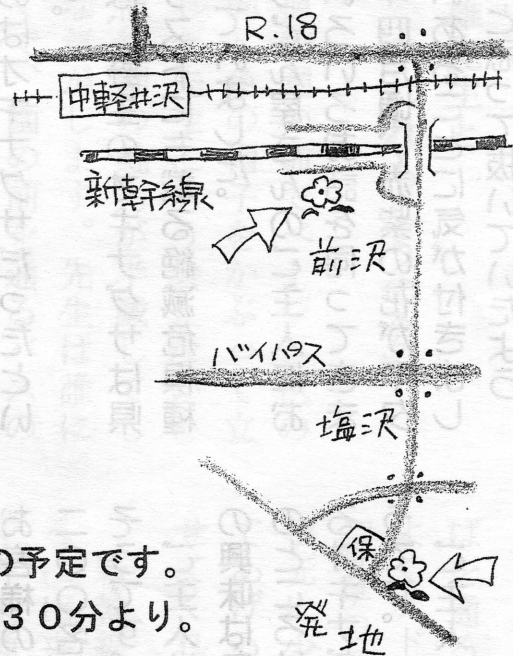 R.18
中軽井沢
新幹線
前沢
バイパス
塩沢
保
発地
の予定です。
30分より。